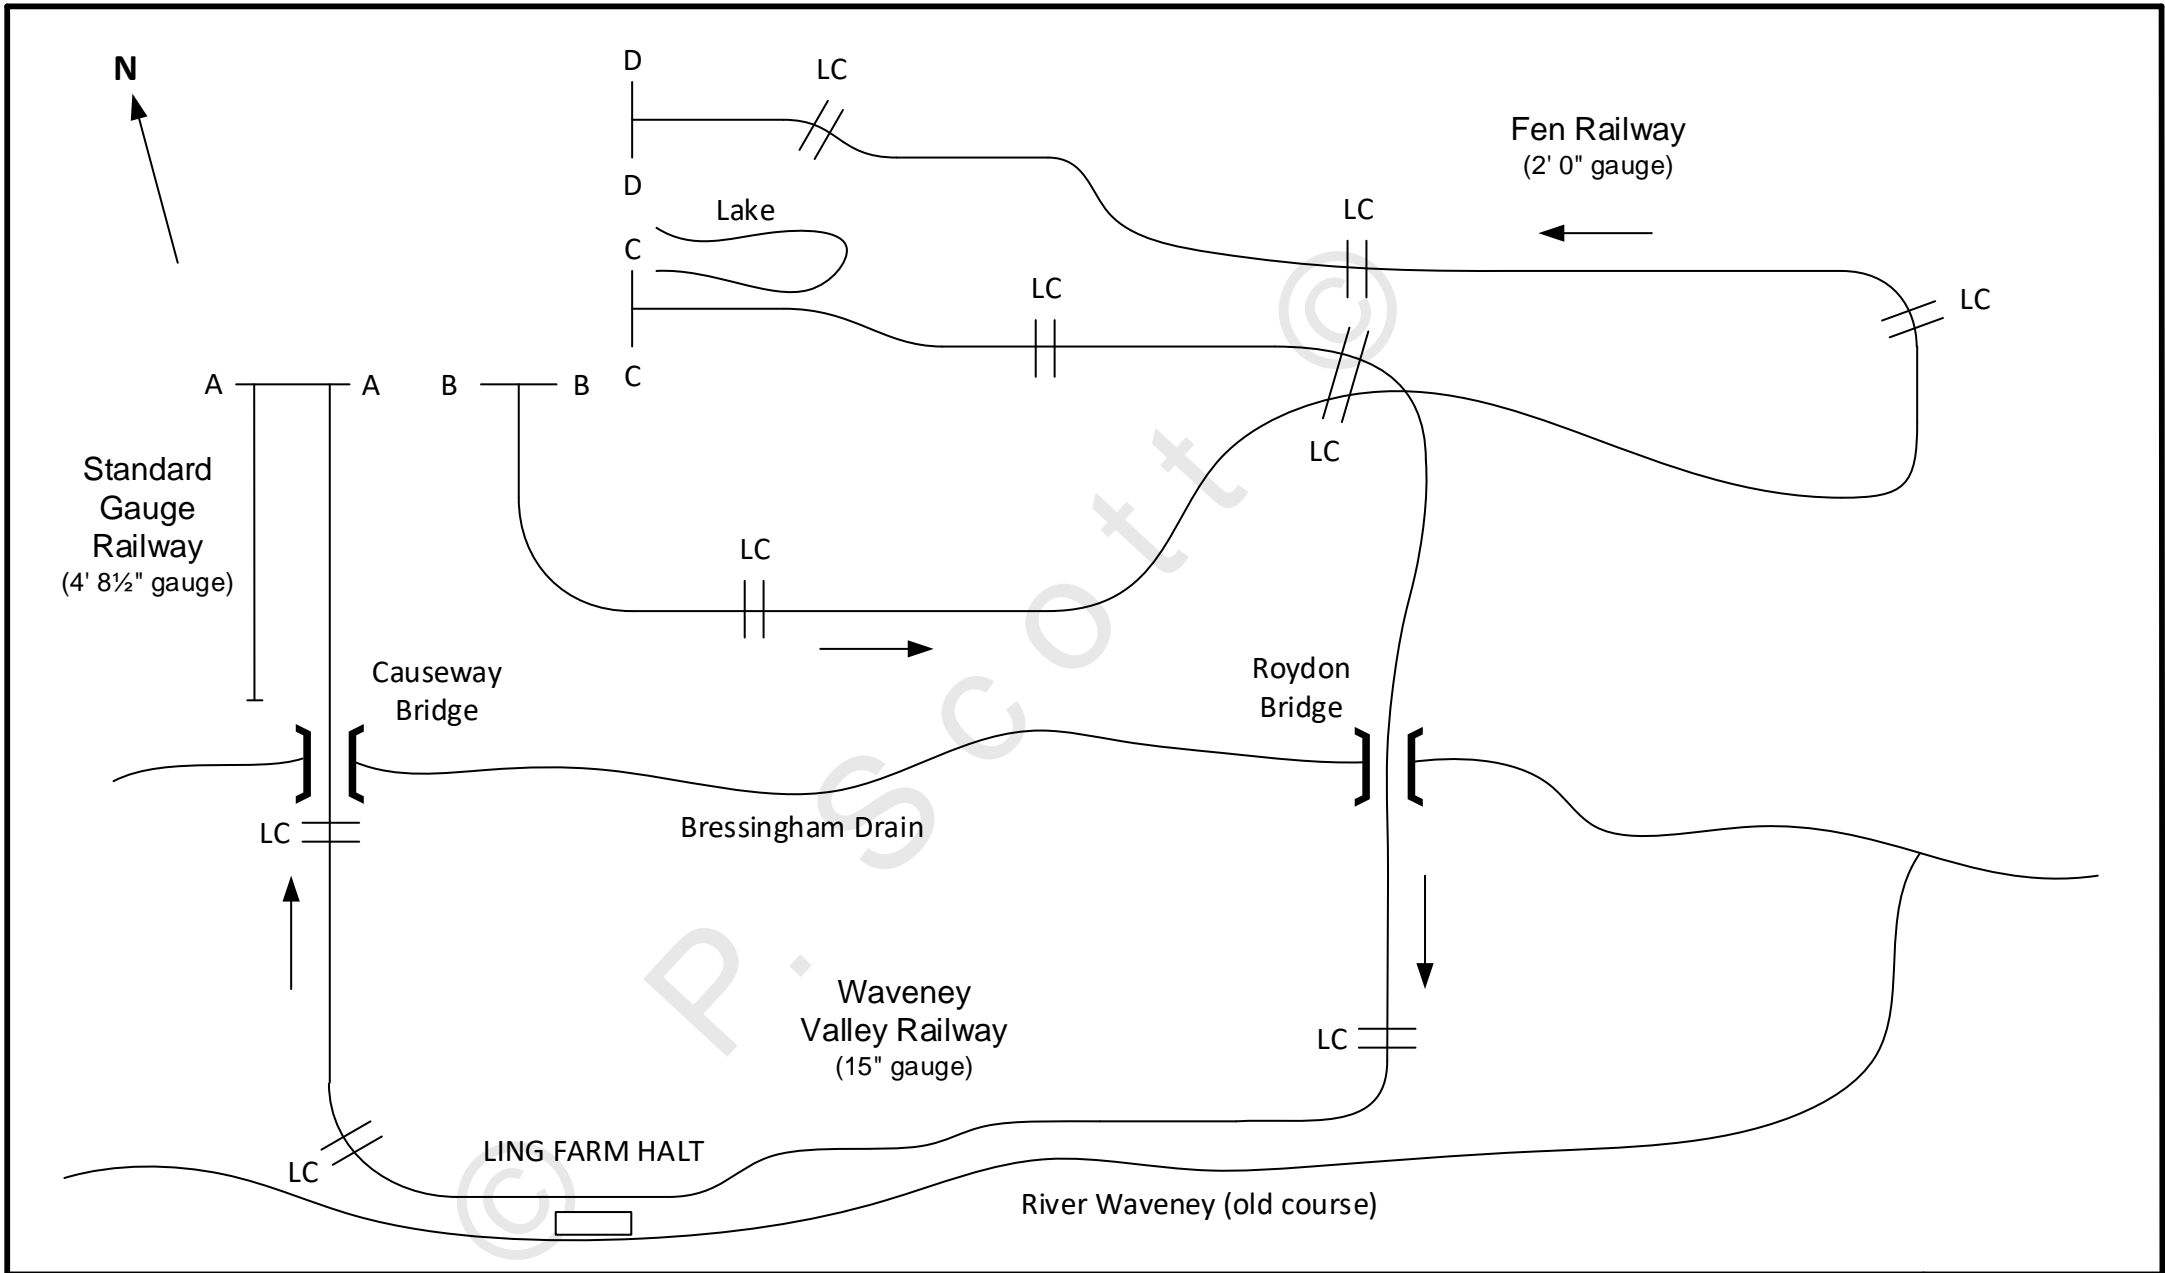 N
D
LC
Fen Railway
(2' 0" gauge)
D
Lake
LC
C
LC
LC
A
A
B
B
C
LC
Standard
Gauge
Railway
(4' 8½" gauge)
LC
Causeway
Bridge
Roydon
Bridge
LC
Bressingham Drain
Waveney
Valley Railway
(15" gauge)
LC
LING FARM HALT
LC
River Waveney (old course)
© P. Scott ©